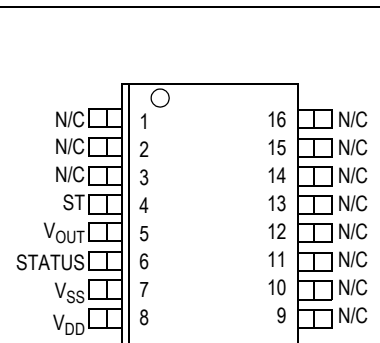 N/C 1 16 N/C
N/C 2 15 N/C
N/C 3 14 N/C
ST 4 13 N/C
VOUT 5 12 N/C
STATUS 6 11 N/C
VSS 7 10 N/C
VDD 8 9 N/C